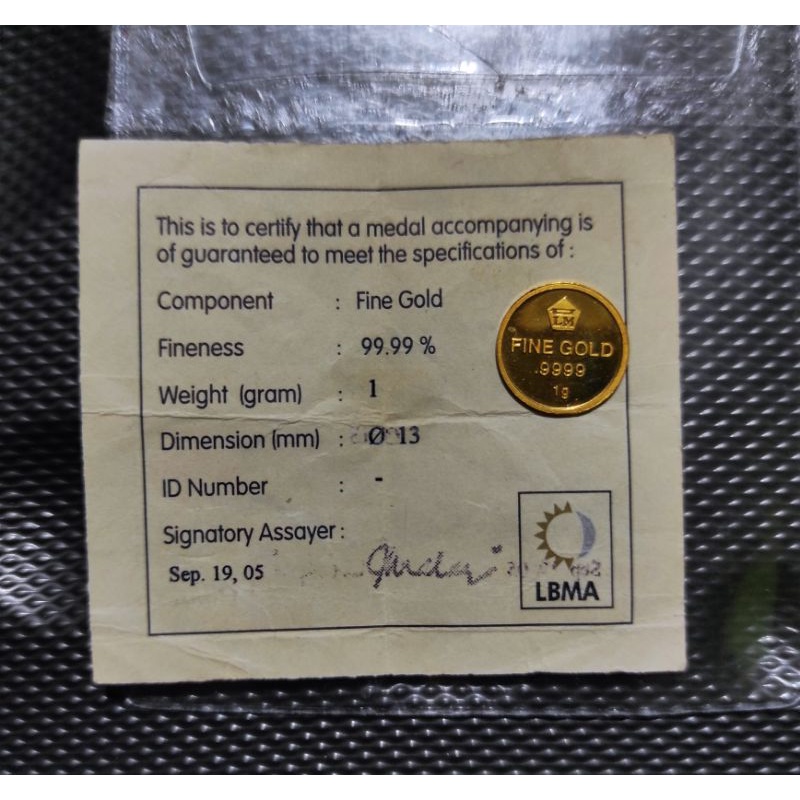 This is to certify that a medal accompanying is
of guaranteed to meet the specifications of :
Component : Fine Gold
Fineness : 99.99 %
Weight (gram) : 1
Dimension (mm) : Ø 13
ID Number : -
Signatory Assayer :
Sep. 19, 05
LM
FINE GOLD
.9999
1g
LBMA